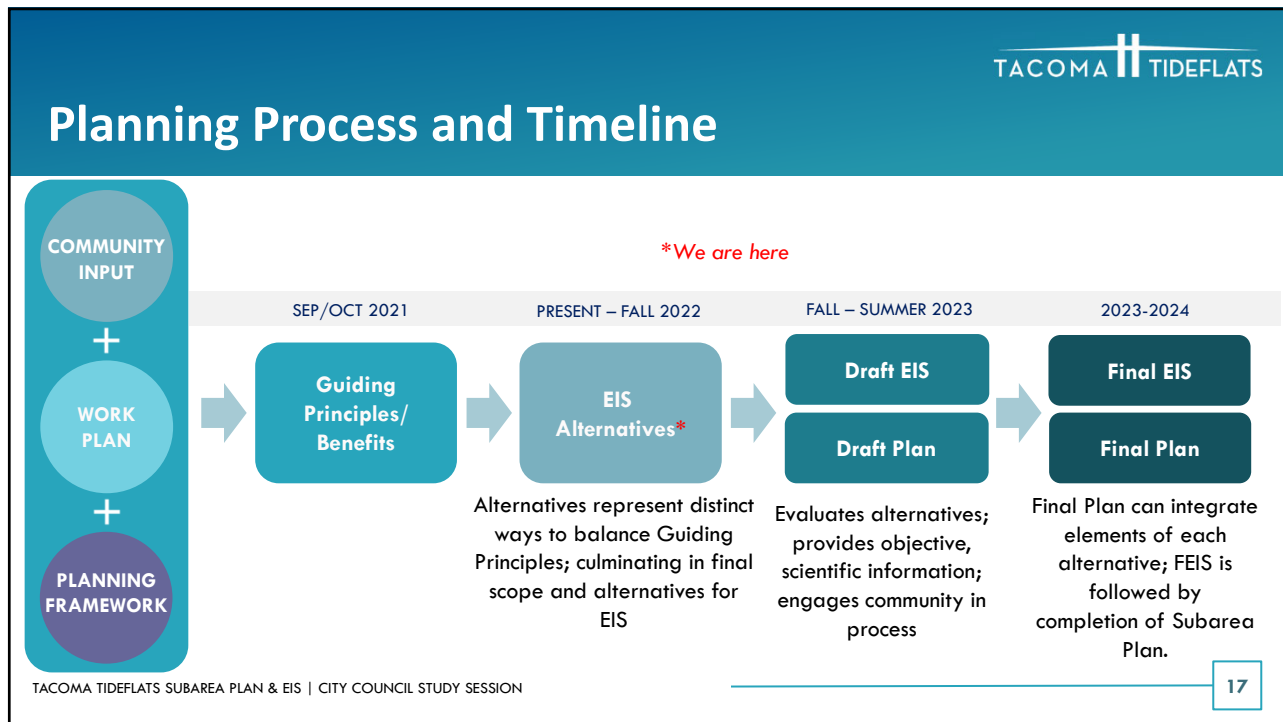 TACOMA TIDEFLATS
Planning Process and Timeline
COMMUNITY
INPUT
+
WORK
PLAN
+
PLANNING
FRAMEWORK
*We are here
SEP/OCT 2021
PRESENT – FALL 2022
FALL – SUMMER 2023
2023-2024
Guiding
Principles/
Benefits
EIS
Alternatives*
Alternatives represent distinct
ways to balance Guiding
Principles; culminating in final
scope and alternatives for
EIS
Draft EIS
Draft Plan
Evaluates alternatives;
provides objective,
scientific information;
engages community in
process
Final EIS
Final Plan
Final Plan can integrate
elements of each
alternative; FEIS is
followed by
completion of Subarea
Plan.
TACOMA TIDEFLATS SUBAREA PLAN & EIS | CITY COUNCIL STUDY SESSION
17